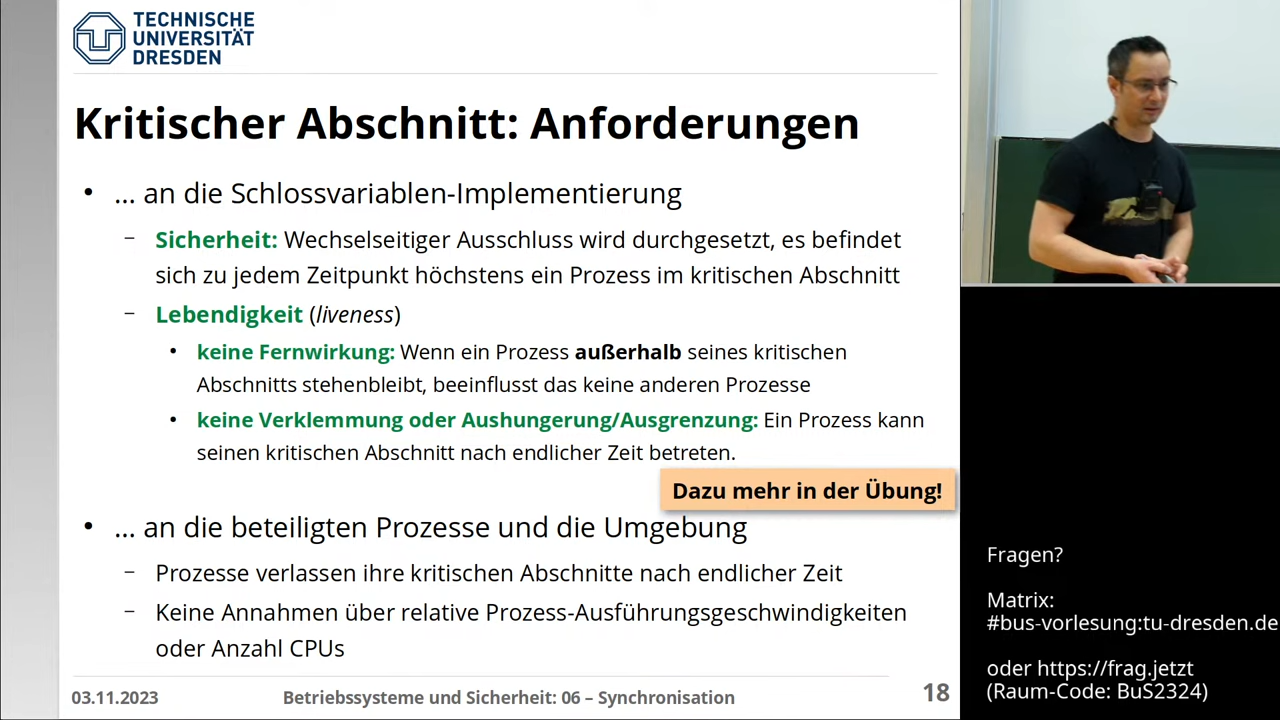 TECHNISCHE
UNIVERSITÄT
DRESDEN
Kritischer Abschnitt: Anforderungen
• … an die Schlossvariablen-Implementierung
– Sicherheit: Wechselseitiger Ausschluss wird durchgesetzt, es befindet
sich zu jedem Zeitpunkt höchstens ein Prozess im kritischen Abschnitt
– Lebendigkeit (liveness)
• keine Fernwirkung: Wenn ein Prozess außerhalb seines kritischen
Abschnitts stehenbleibt, beeinflusst das keine anderen Prozesse
• keine Verklemmung oder Aushungerung/Ausgrenzung: Ein Prozess kann
seinen kritischen Abschnitt nach endlicher Zeit betreten.
Dazu mehr in der Übung!
• … an die beteiligten Prozesse und die Umgebung
– Prozesse verlassen ihre kritischen Abschnitte nach endlicher Zeit
– Keine Annahmen über relative Prozess-Ausführungsgeschwindigkeiten
oder Anzahl CPUs
03.11.2023 Betriebssysteme und Sicherheit: 06 – Synchronisation 18
Fragen?
Matrix:
#bus-vorlesung:tu-dresden.de
oder https://frag.jetzt
(Raum-Code: BuS2324)